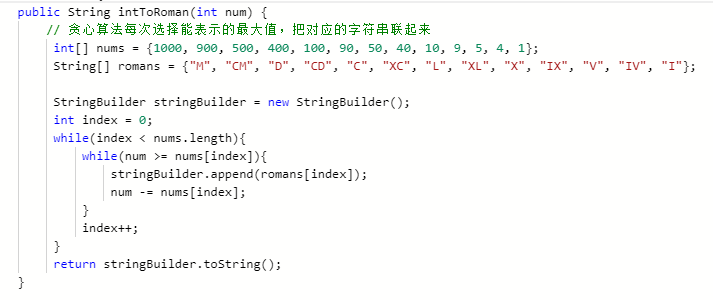 public String intToRoman(int num) {
// 贪心算法每次选择能表示的最大值，把对应的字符串联起来
int[] nums = {1000, 900, 500, 400, 100, 90, 50, 40, 10, 9, 5, 4, 1};
String[] romans = {"M", "CM", "D", "CD", "C", "XC", "L", "XL", "X", "IX", "V", "IV", "I"};
StringBuilder stringBuilder = new StringBuilder();
int index = 0;
while(index < nums.length){
while(num >= nums[index]){
stringBuilder.append(romans[index]);
num -= nums[index];
}
index++;
}
return stringBuilder.toString();
}